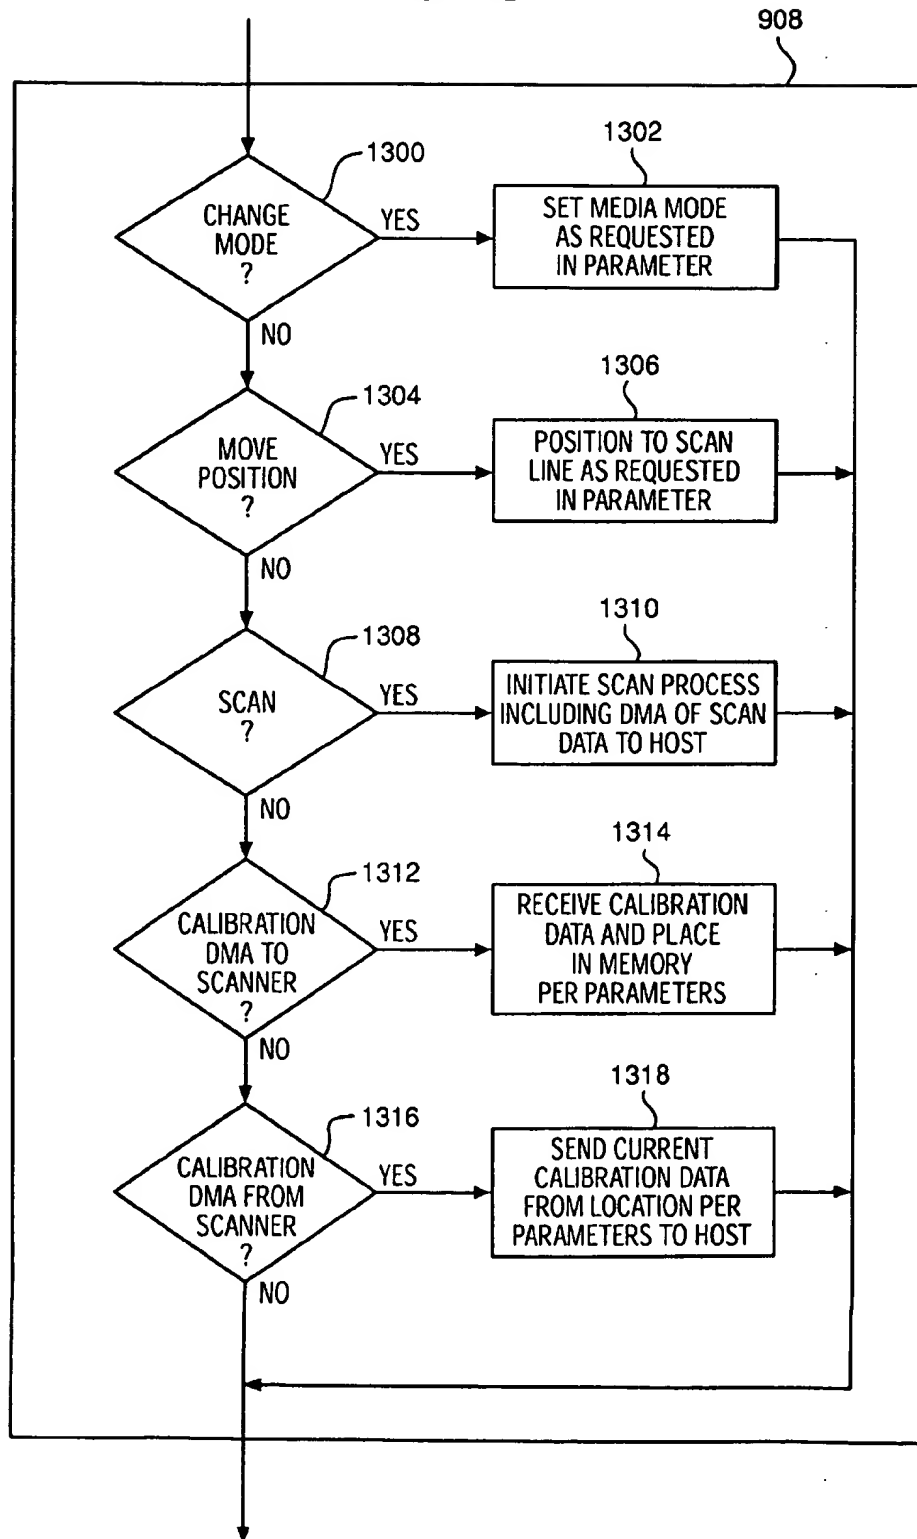 908
1300
CHANGE
MODE
?
YES
NO
1302
SET MEDIA MODE
AS REQUESTED
IN PARAMETER
1304
MOVE
POSITION
?
YES
NO
1306
POSITION TO SCAN
LINE AS REQUESTED
IN PARAMETER
1308
SCAN
?
YES
NO
1310
INITIATE SCAN PROCESS
INCLUDING DMA OF SCAN
DATA TO HOST
1312
CALIBRATION
DMA TO
SCANNER
?
YES
NO
1314
RECEIVE CALIBRATION
DATA AND PLACE
IN MEMORY
PER PARAMETERS
1316
CALIBRATION
DMA FROM
SCANNER
?
YES
NO
1318
SEND CURRENT
CALIBRATION DATA
FROM LOCATION PER
PARAMETERS TO HOST